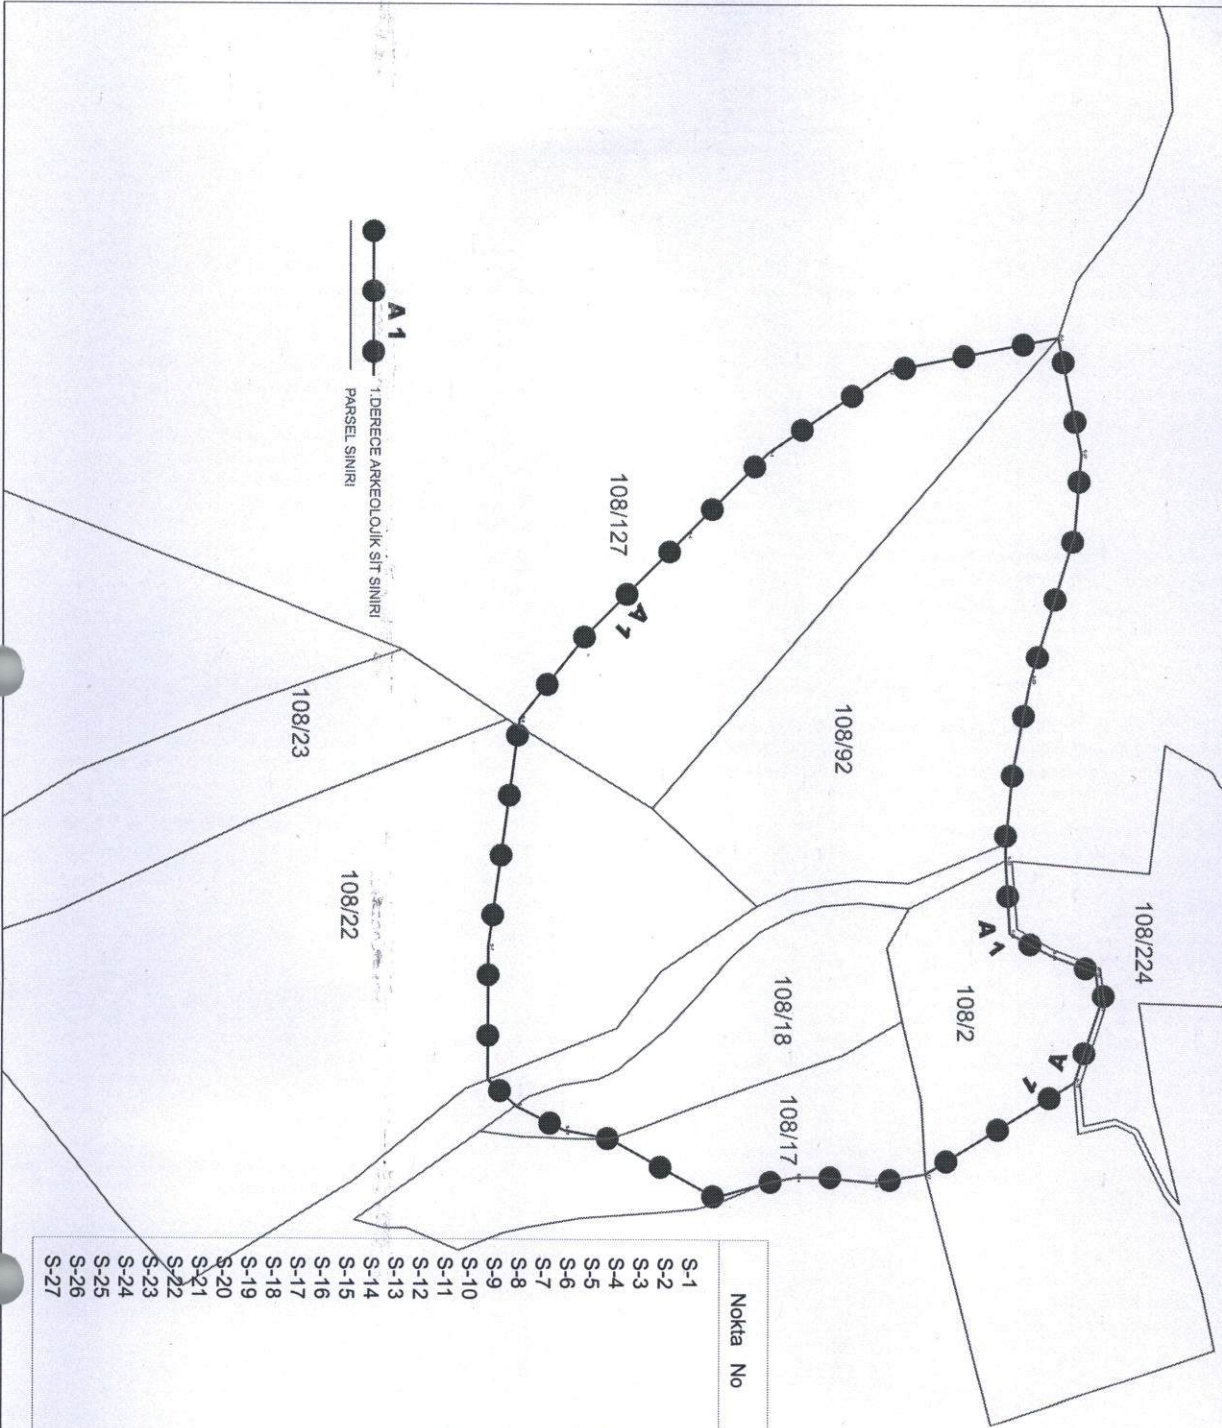 108/224
108/2
A 1
A 1
108/92
108/18
108/17
108/127
A 1
A 1
1.DERECE ARKEOLOJİK SİT SINIRI
PARSEL SINIRI
108/23
108/22
Nokta No
S-1
S-2
S-3
S-4
S-5
S-6
S-7
S-8
S-9
S-10
S-11
S-12
S-13
S-14
S-15
S-16
S-17
S-18
S-19
S-20
S-21
S-22
S-23
S-24
S-25
S-26
S-27